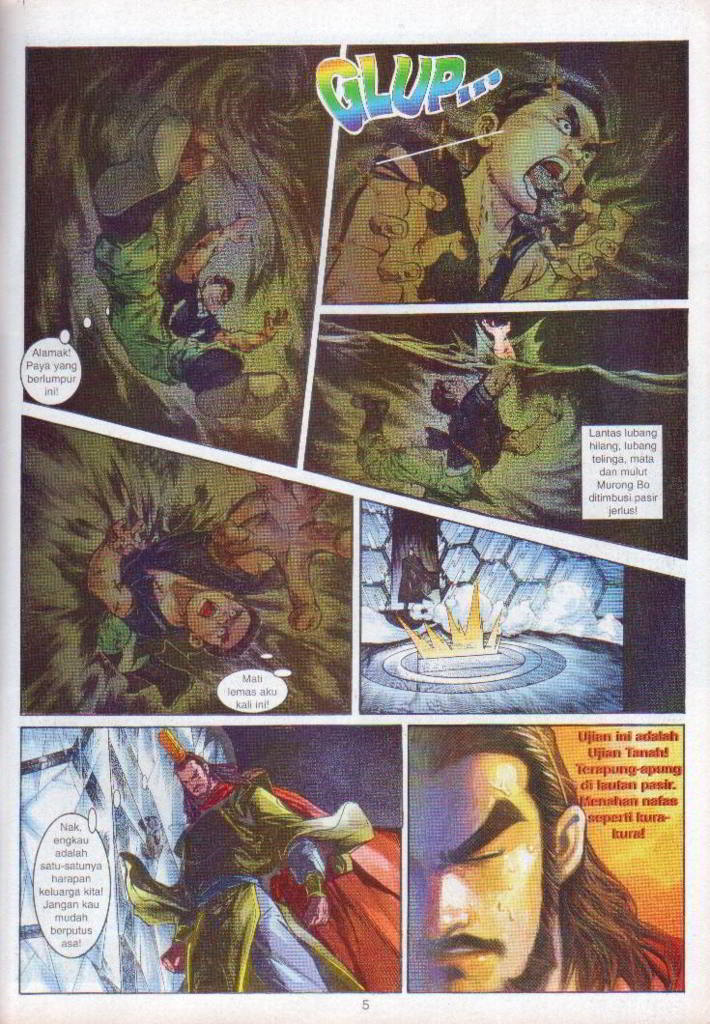 GLUP...
Alamak!
Paya yang
berlumpur
ini!
Lantas lubang
hilang, lubang
telinga, mata
dan mulut
Murong Bo
ditimbusi pasir
jerlus!
Mati
lemas aku
kali ini!
Nak,
engkau
adalah
satu-satunya
harapan
keluarga kita!
Jangan kau
mudah
berputus
asa!
Ujian ini adalah
Ujian Tanah!
Terapung-apung
di lautan pasir.
Menahan nafas
seperti kura-
kura!
5